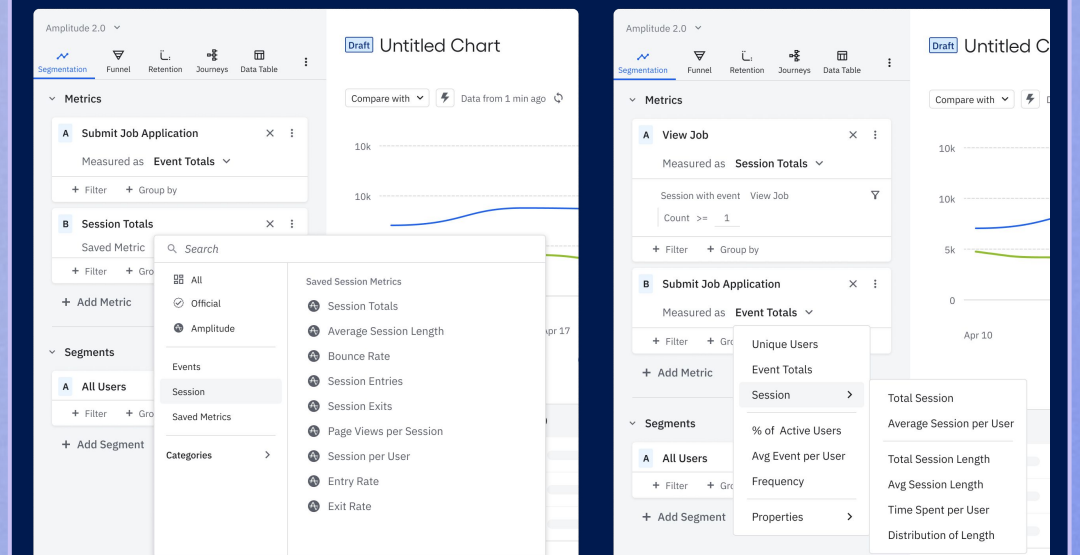 Amplitude 2.0
Segmentation Funnel Retention Journeys Data Table
Metrics
A Submit Job Application
Measured as Event Totals
+ Filter + Group by
B Session Totals
Saved Metric
+ Filter + Gro
+ Add Metric
Segments
A All Users
+ Filter + Gro
+ Add Segment
Draft Untitled Chart
Compare with Data from 1 min ago
10k
10k
pr 17
Search
All
Official
Amplitude
Events
Session
Saved Metrics
Categories
Saved Session Metrics
Session Totals
Average Session Length
Bounce Rate
Session Entries
Session Exits
Page Views per Session
Session per User
Entry Rate
Exit Rate
Amplitude 2.0
Segmentation Funnel Retention Journeys Data Table
Metrics
A View Job
Measured as Session Totals
Session with event View Job
Count >= 1
+ Filter + Group by
B Submit Job Application
Measured as Event Totals
+ Filter + Gro
+ Add Metric
Segments
A All Users
+ Filter + Gro
+ Add Segment
Draft Untitled C
Compare with
10k
10k
5k
0
Apr 10
Unique Users
Event Totals
Session
% of Active Users
Avg Event per User
Frequency
Properties
Total Session
Average Session per User
Total Session Length
Avg Session Length
Time Spent per User
Distribution of Length